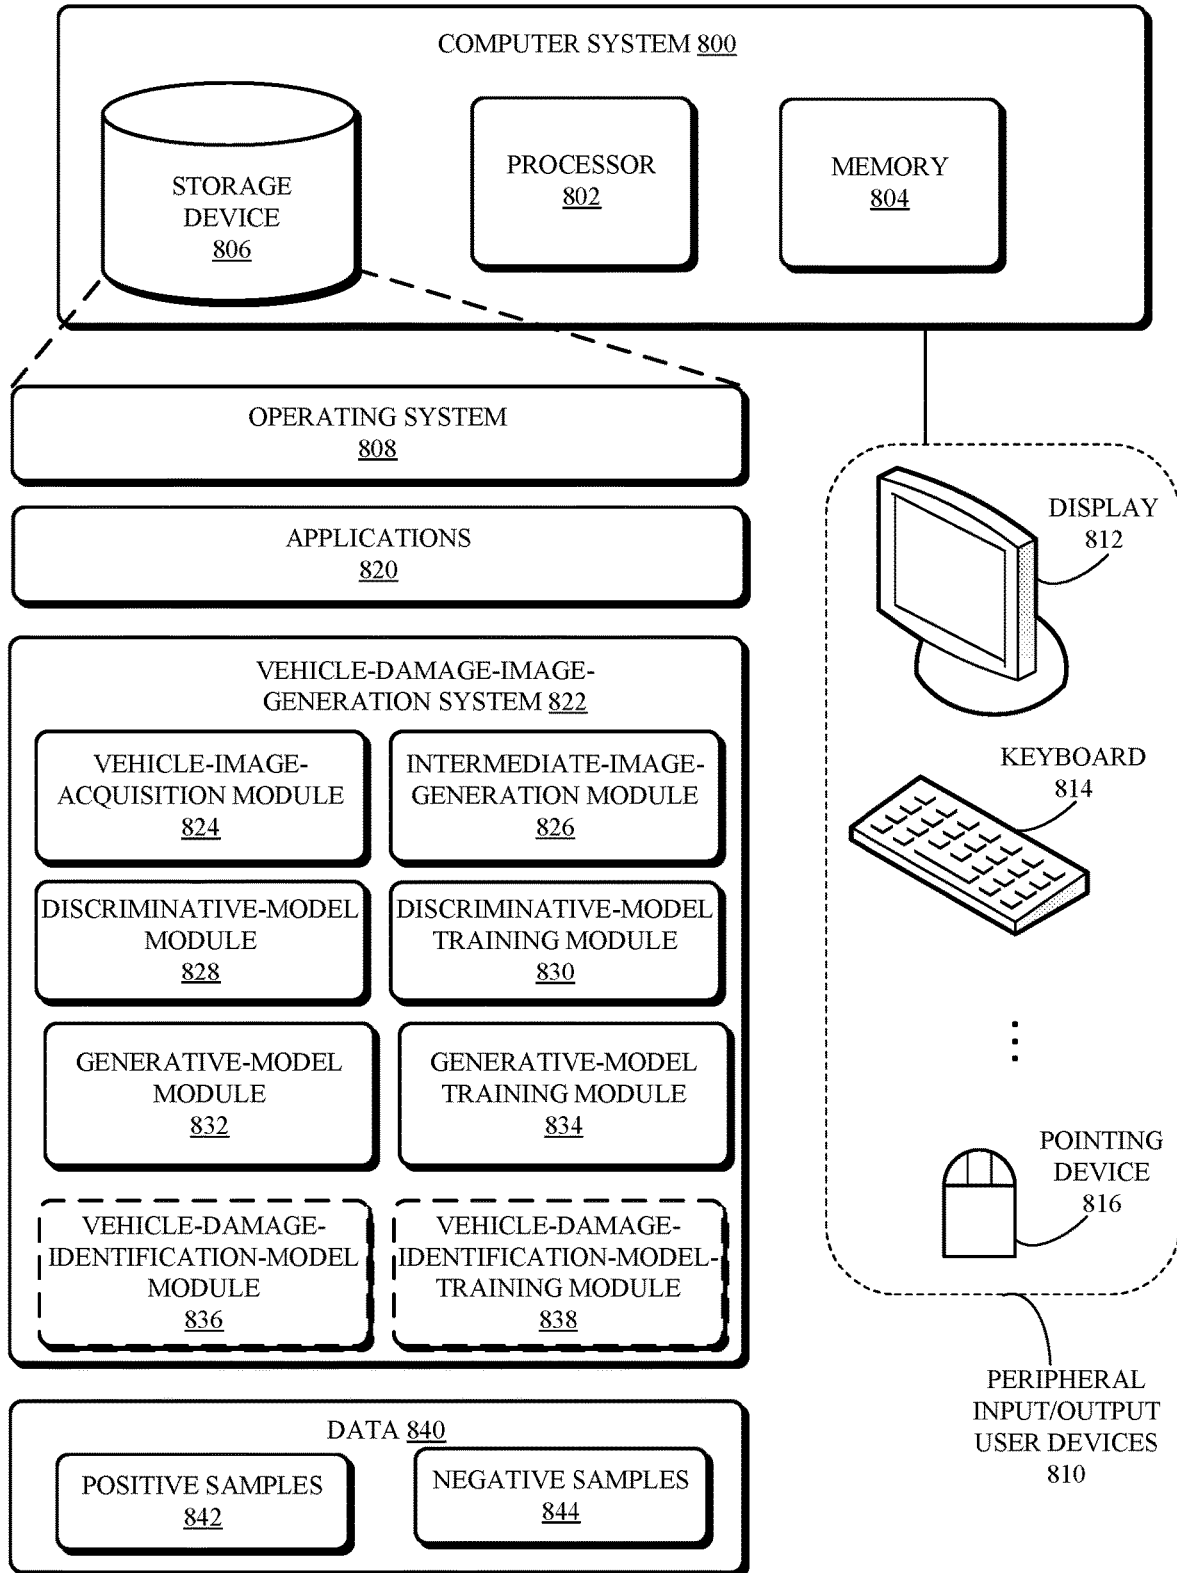 COMPUTER SYSTEM 800
STORAGE
DEVICE
806
PROCESSOR
802
MEMORY
804
OPERATING SYSTEM
808
APPLICATIONS
820
VEHICLE-DAMAGE-IMAGE-
GENERATION SYSTEM 822
VEHICLE-IMAGE-
ACQUISITION MODULE
824
INTERMEDIATE-IMAGE-
GENERATION MODULE
826
DISCRIMINATIVE-MODEL
MODULE
828
DISCRIMINATIVE-MODEL
TRAINING MODULE
830
GENERATIVE-MODEL
MODULE
832
GENERATIVE-MODEL
TRAINING MODULE
834
VEHICLE-DAMAGE-
IDENTIFICATION-MODEL
MODULE
836
VEHICLE-DAMAGE-
IDENTIFICATION-MODEL-
TRAINING MODULE
838
DATA 840
POSITIVE SAMPLES
842
NEGATIVE SAMPLES
844
DISPLAY
812
KEYBOARD
814
POINTING
DEVICE
816
PERIPHERAL
INPUT/OUTPUT
USER DEVICES
810